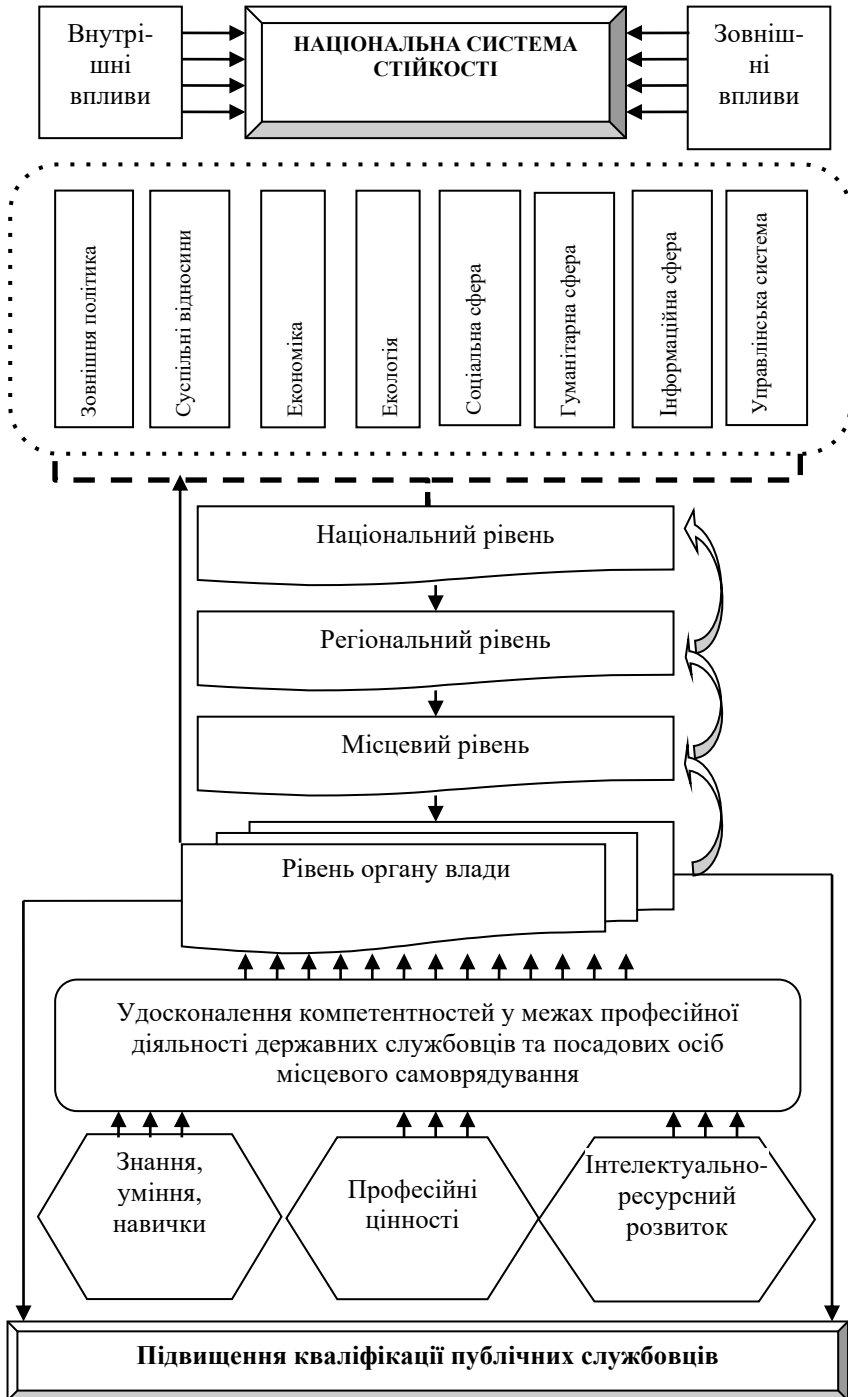 Внутрі-
шні
впливи
НАЦІОНАЛЬНА СИСТЕМА
СТІЙКОСТІ
Зовніш-
ні
впливи
Зовнішня політика
Суспільні відносини
Економіка
Екологія
Соціальна сфера
Гуманітарна сфера
Інформаційна сфера
Управлінська система
Національний рівень
Регіональний рівень
Місцевий рівень
Рівень органу влади
Удосконалення компетентностей у межах професійної
діяльності державних службовців та посадових осіб
місцевого самоврядування
Знання,
уміння,
навички
Професійні
цінності
Інтелектуально-
ресурсний
розвиток
Підвищення кваліфікації публічних службовців